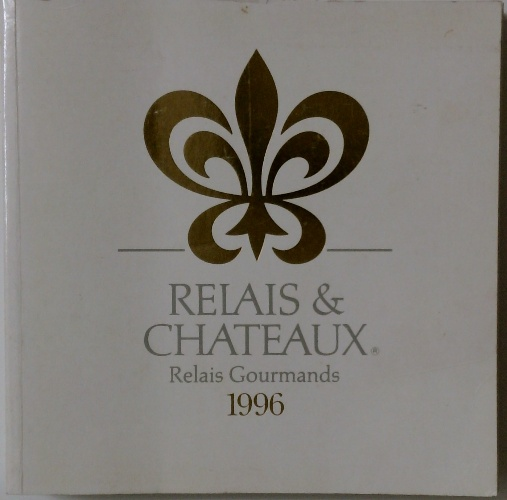 RELAIS &
CHATEAUX®
Relais Gourmands
1996